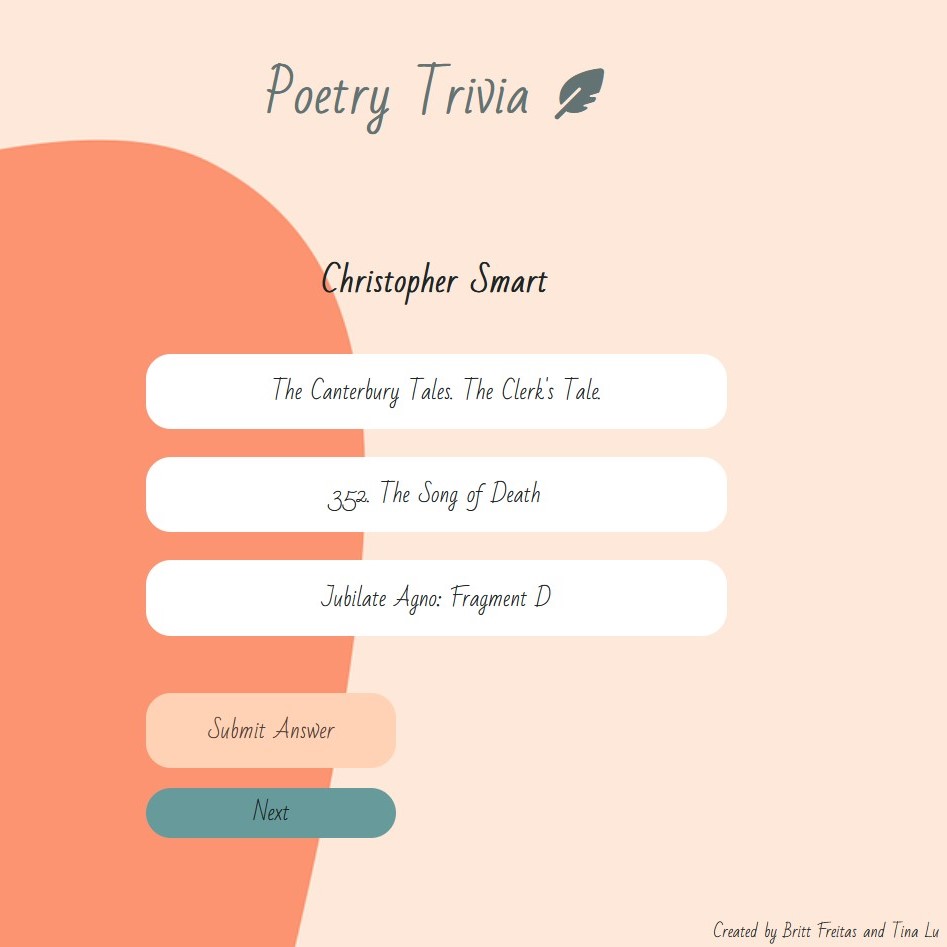 Poetry Trivia
Christopher Smart
The Canterbury Tales. The Clerk's Tale.
352. The Song of Death
Jubilate Agno: Fragment D
Submit Answer
Next
Created by Britt Freitas and Tina Lu